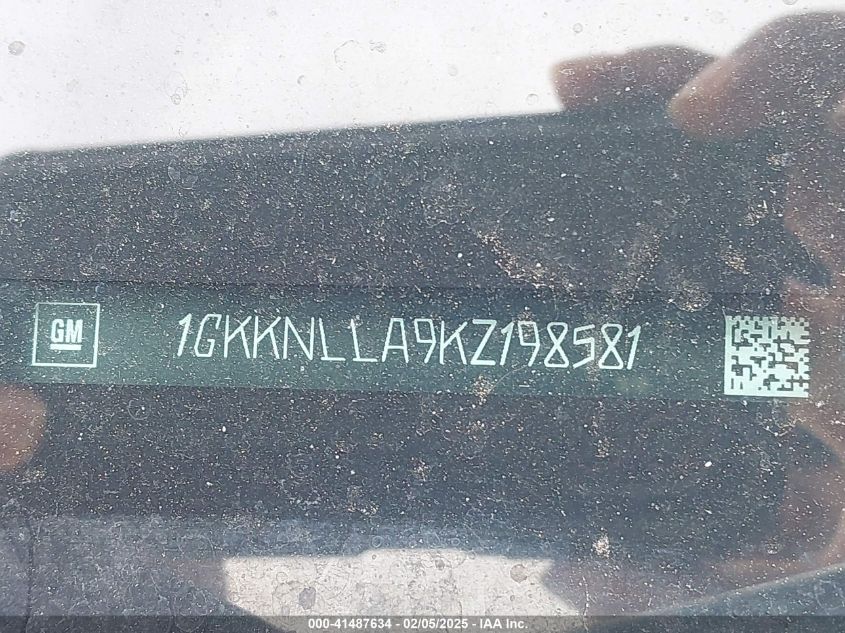 GM
1GKKNLLA9KZ198581
000-41487634 - 02/05/2025 - IAA Inc.